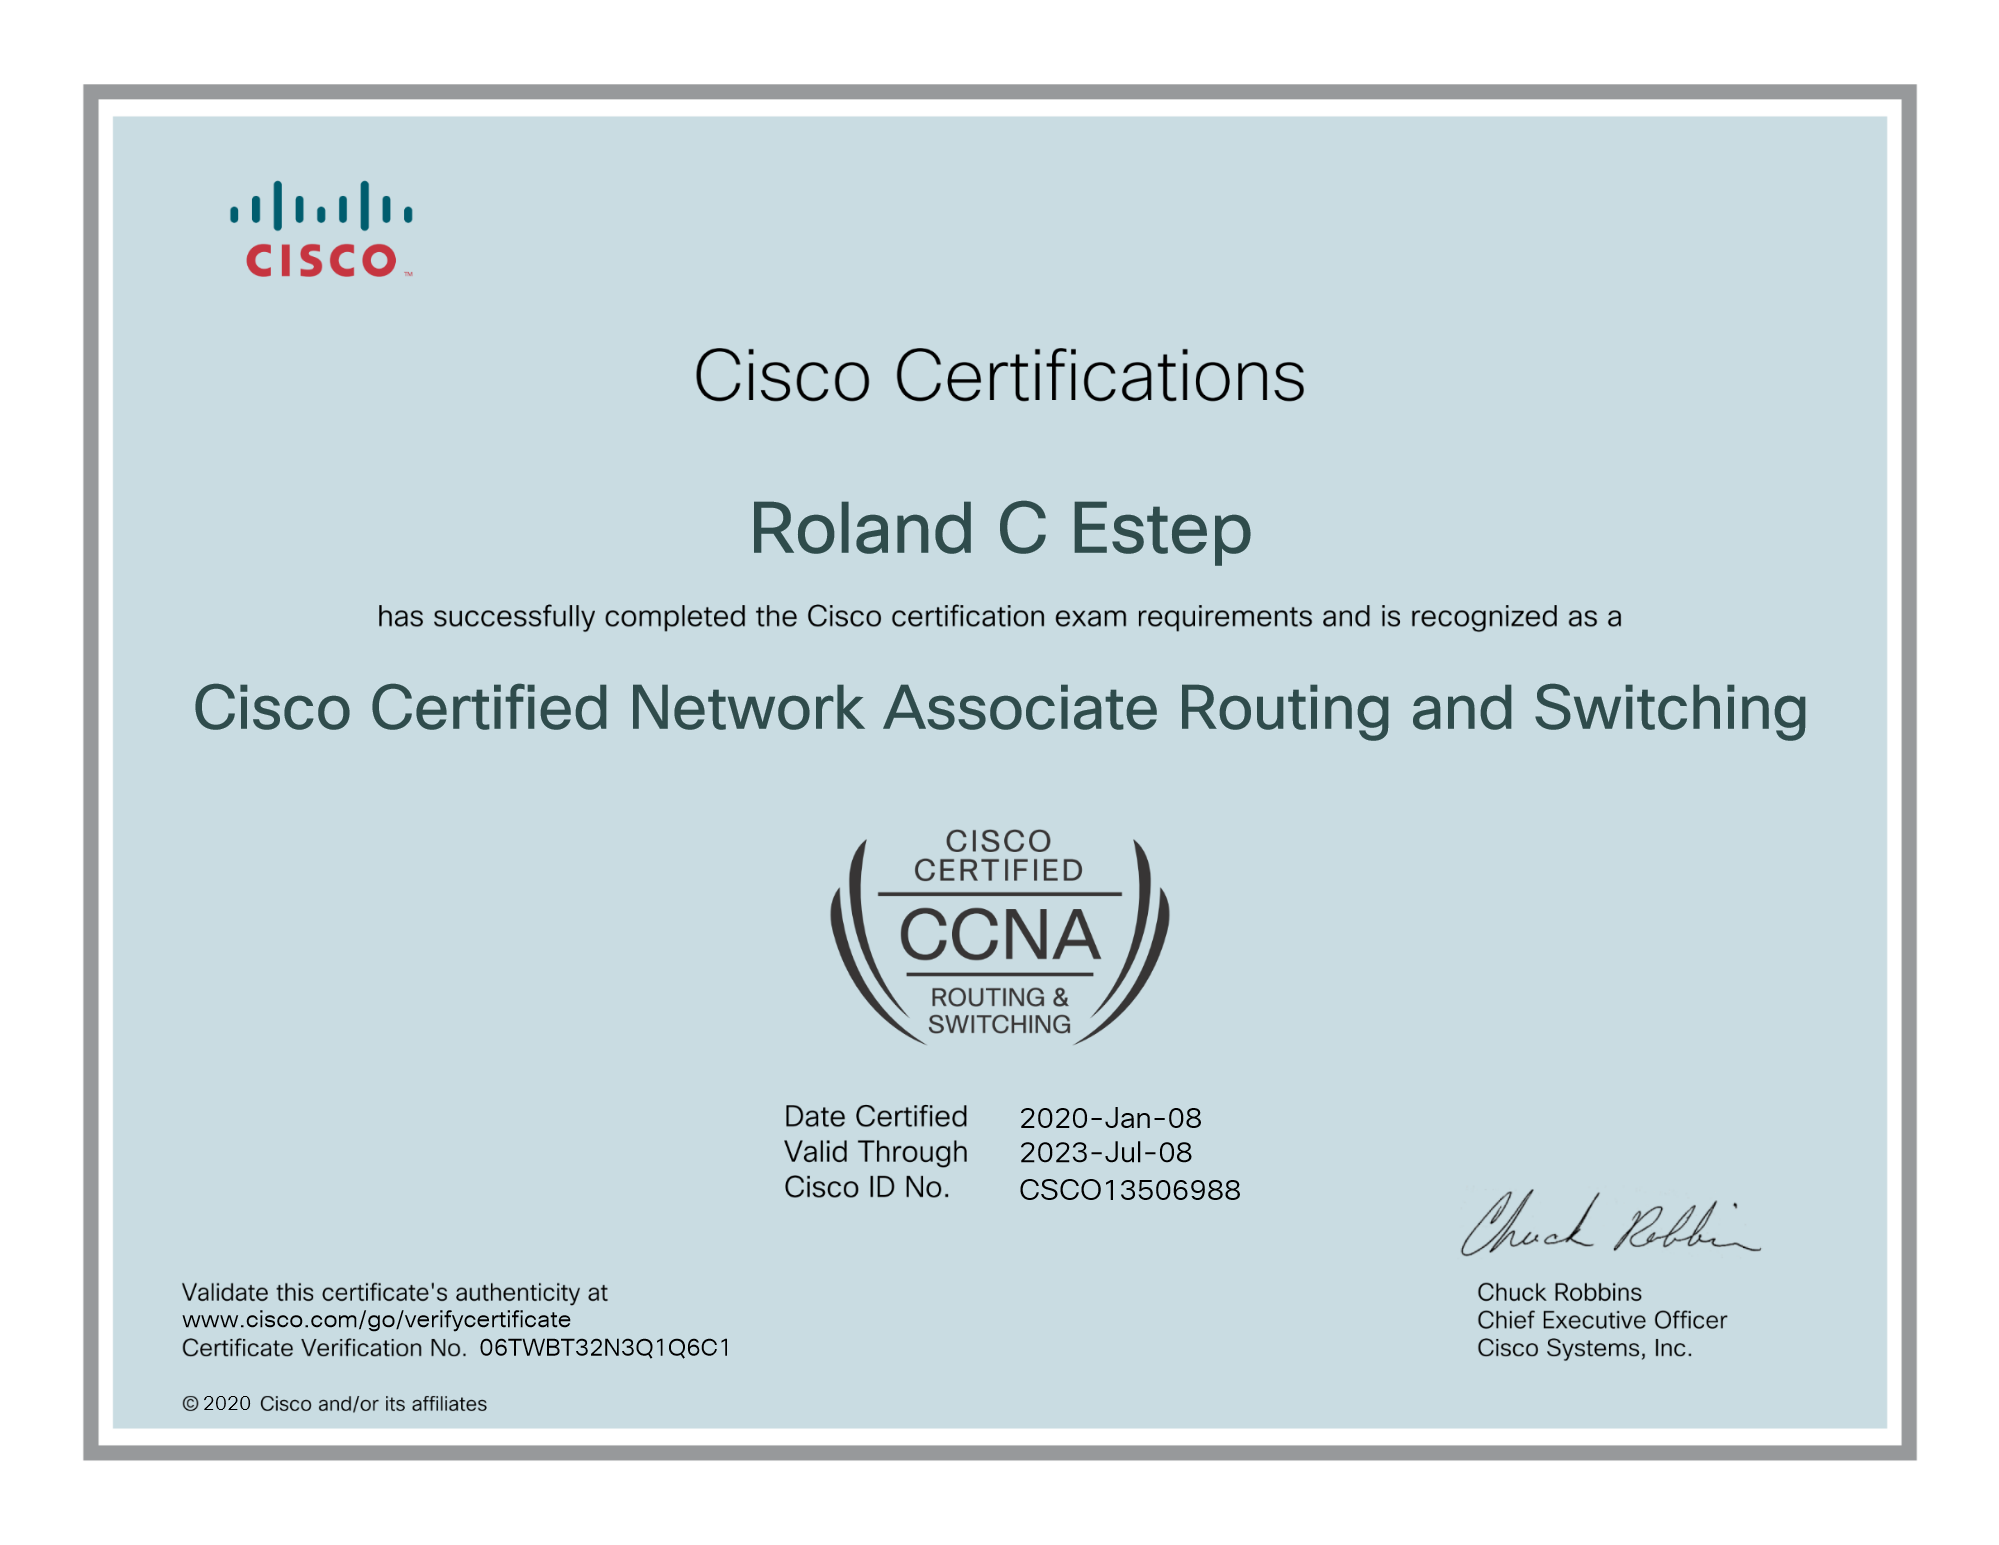 CISCO™
Cisco Certifications
Roland C Estep
has successfully completed the Cisco certification exam requirements and is recognized as a
Cisco Certified Network Associate Routing and Switching
CISCO
CERTIFIED
CCNA
ROUTING &
SWITCHING
Date Certified 2020-Jan-08
Valid Through 2023-Jul-08
Cisco ID No. CSCO13506988
Chuck Robbins
Validate this certificate's authenticity at
www.cisco.com/go/verifycertificate
Certificate Verification No. 06TWBT32N3Q1Q6C1
Chuck Robbins
Chief Executive Officer
Cisco Systems, Inc.
© 2020 Cisco and/or its affiliates